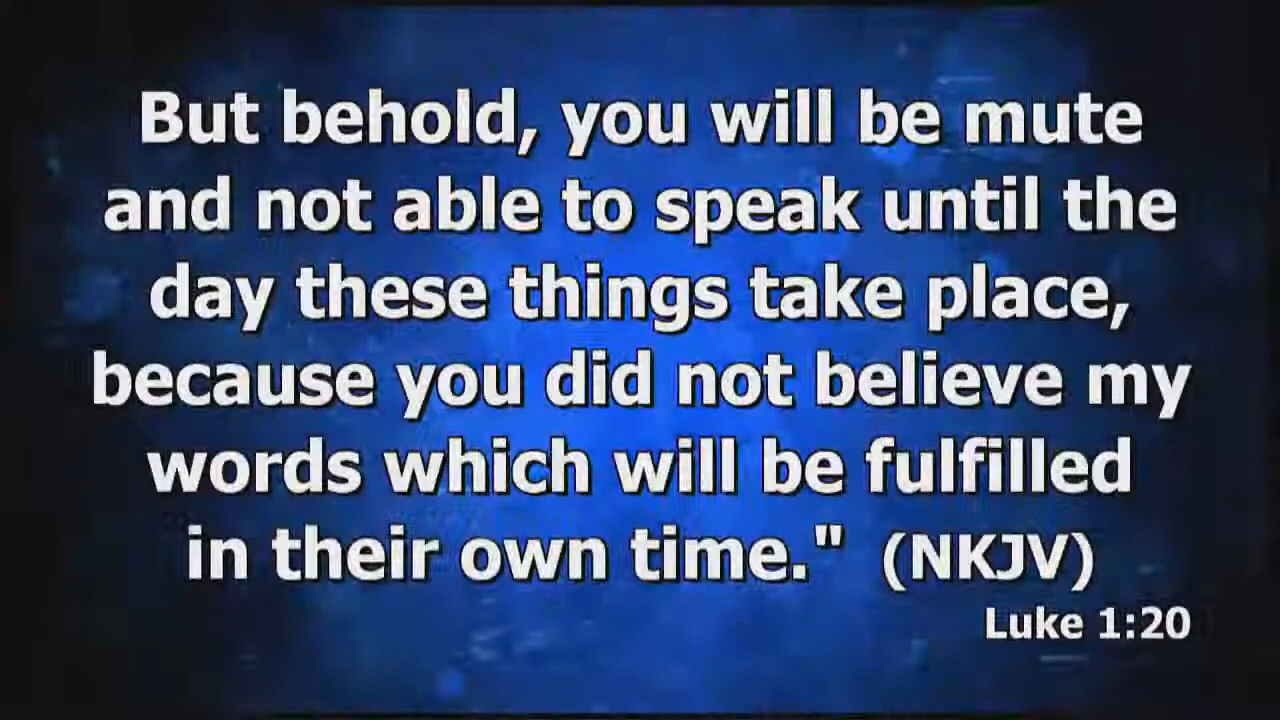 But behold, you will be mute
and not able to speak until the
day these things take place,
because you did not believe my
words which will be fulfilled
in their own time." (NKJV)
Luke 1:20